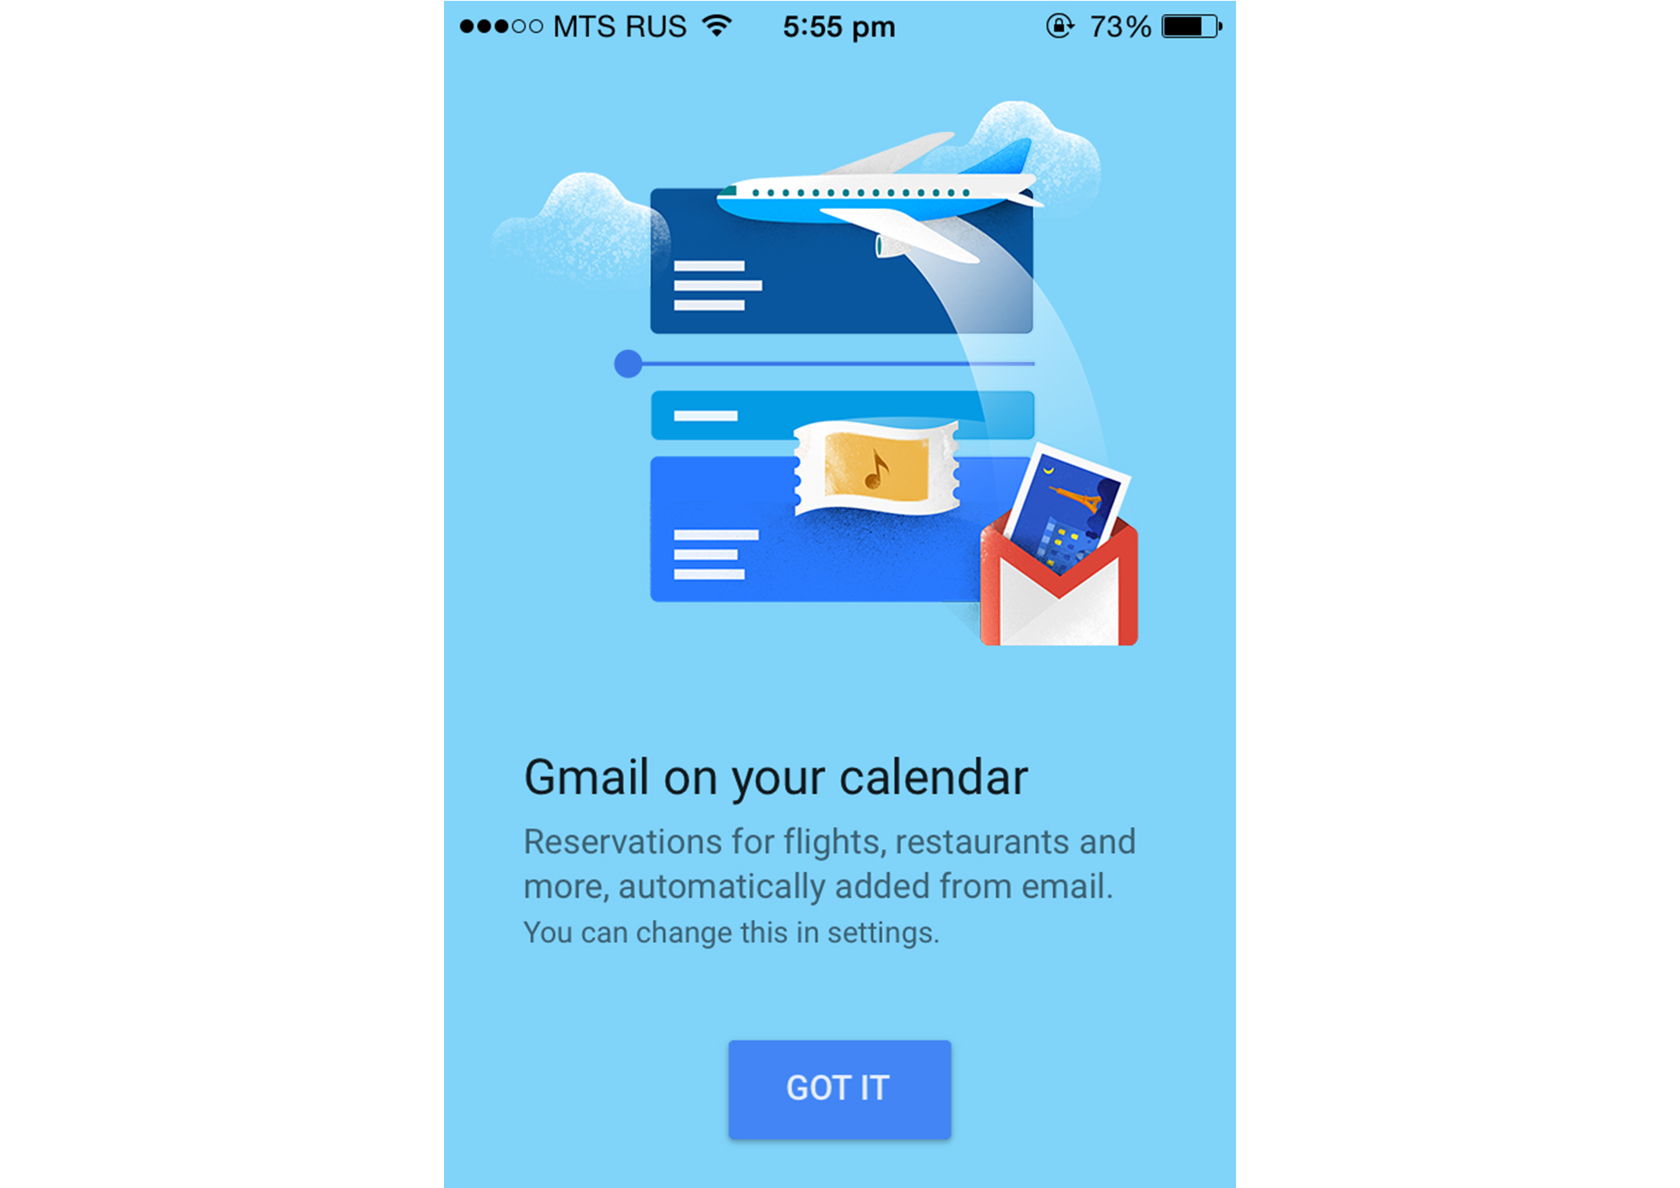 MTS RUS 5:55 pm 73%
Gmail on your calendar
Reservations for flights, restaurants and
more, automatically added from email.
You can change this in settings.
GOT IT